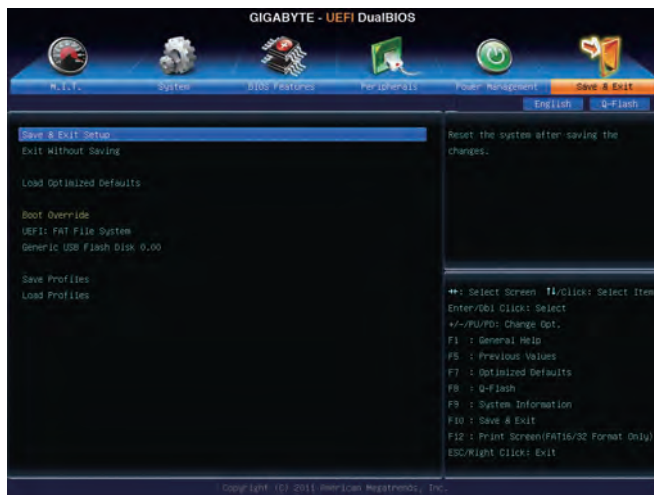 GIGABYTE - UEFI DualBIOS
M.I.T.
System
BIOS Features
Peripherals
Power Management
Save & Exit
English
Q-Flash
Save & Exit Setup
Exit Without Saving
Load Optimized Defaults
Boot Override
UEFI: FAT File System
Generic USB Flash Disk 0.00
Save Profiles
Load Profiles
Reset the system after saving the
changes.
→←: Select Screen ↑↓/Click: Select Item
Enter/Dbl Click: Select
+/-/PU/PD: Change Opt.
F1 : General Help
F5 : Previous Values
F7 : Optimized Defaults
F8 : Q-Flash
F9 : System Information
F10 : Save & Exit
F12 : Print Screen(FAT16/32 Format Only)
ESC/Right Click: Exit
Copyright (C) 2011 American Megatrends, Inc.